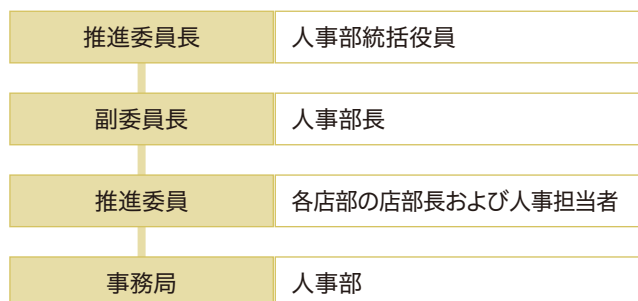 推進委員長 人事部統括役員
副委員長 人事部長
推進委員 各店部の店部長および人事担当者
事務局 人事部